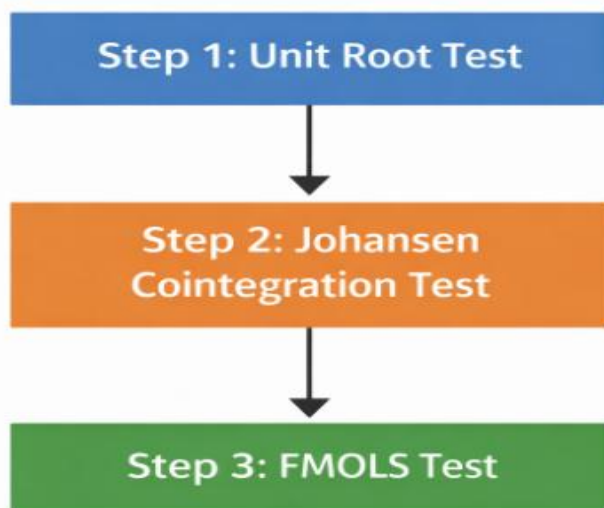 Step 1: Unit Root Test
Step 2: Johansen
Cointegration Test
Step 3: FMOLS Test